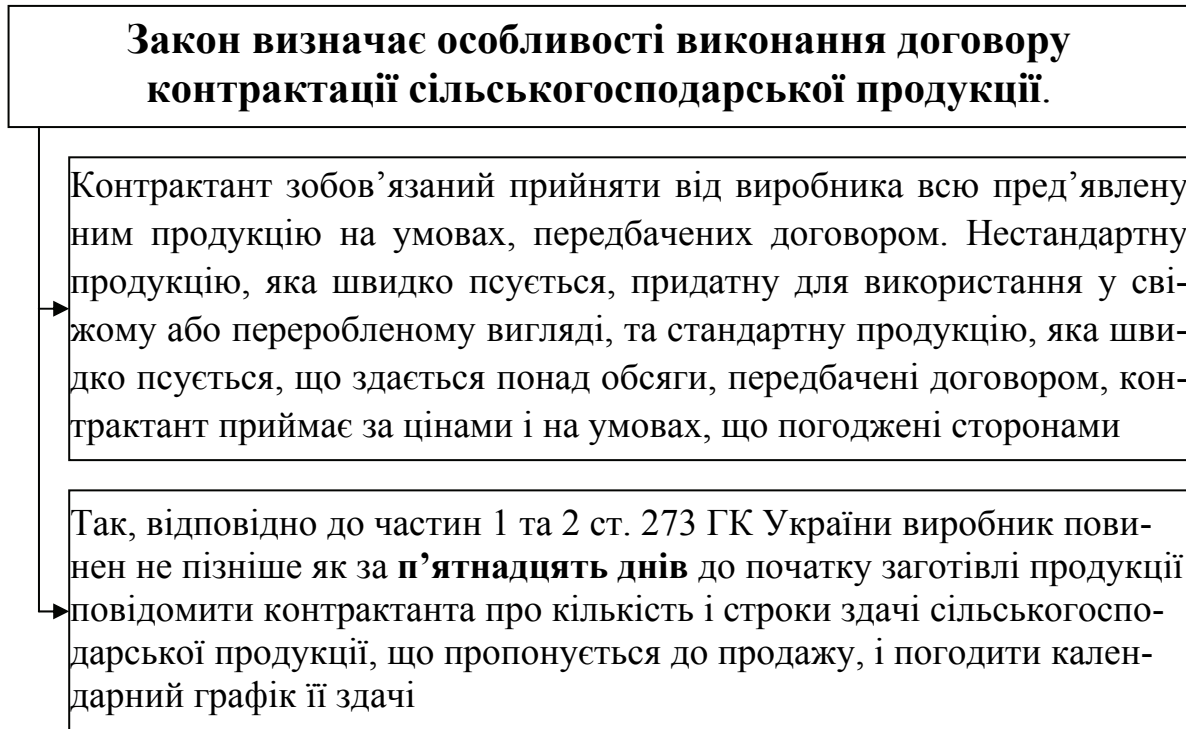 Закон визначає особливості виконання договору
контрактації сільськогосподарської продукції.
Контрактант зобов’язаний прийняти від виробника всю пред’явлену
ним продукцію на умовах, передбачених договором. Нестандартну
продукцію, яка швидко псується, придатну для використання у сві-
жому або переробленому вигляді, та стандартну продукцію, яка шви-
дко псується, що здається понад обсяги, передбачені договором, кон-
трактант приймає за цінами і на умовах, що погоджені сторонами
Так, відповідно до частин 1 та 2 ст. 273 ГК України виробник пови-
нен не пізніше як за п’ятнадцять днів до початку заготівлі продукції
повідомити контрактанта про кількість і строки здачі сільськогоспо-
дарської продукції, що пропонується до продажу, і погодити кален-
дарний графік її здачі